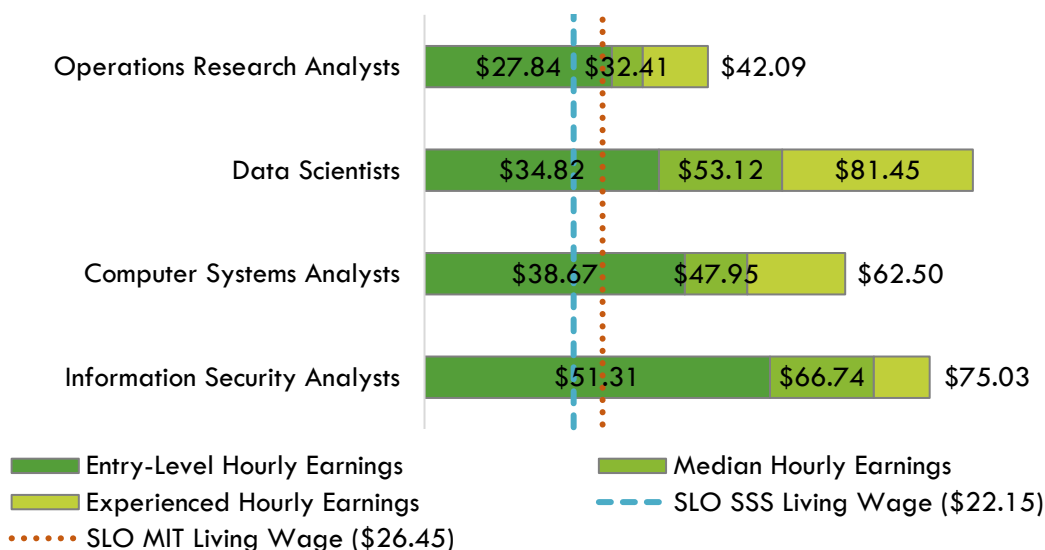 Operations Research Analysts $27.84 $32.41 $42.09
Data Scientists $34.82 $53.12 $81.45
Computer Systems Analysts $38.67 $47.95 $62.50
Information Security Analysts $51.31 $66.74 $75.03
Entry-Level Hourly Earnings Median Hourly Earnings
Experienced Hourly Earnings SLO SSS Living Wage ($22.15)
SLO MIT Living Wage ($26.45)